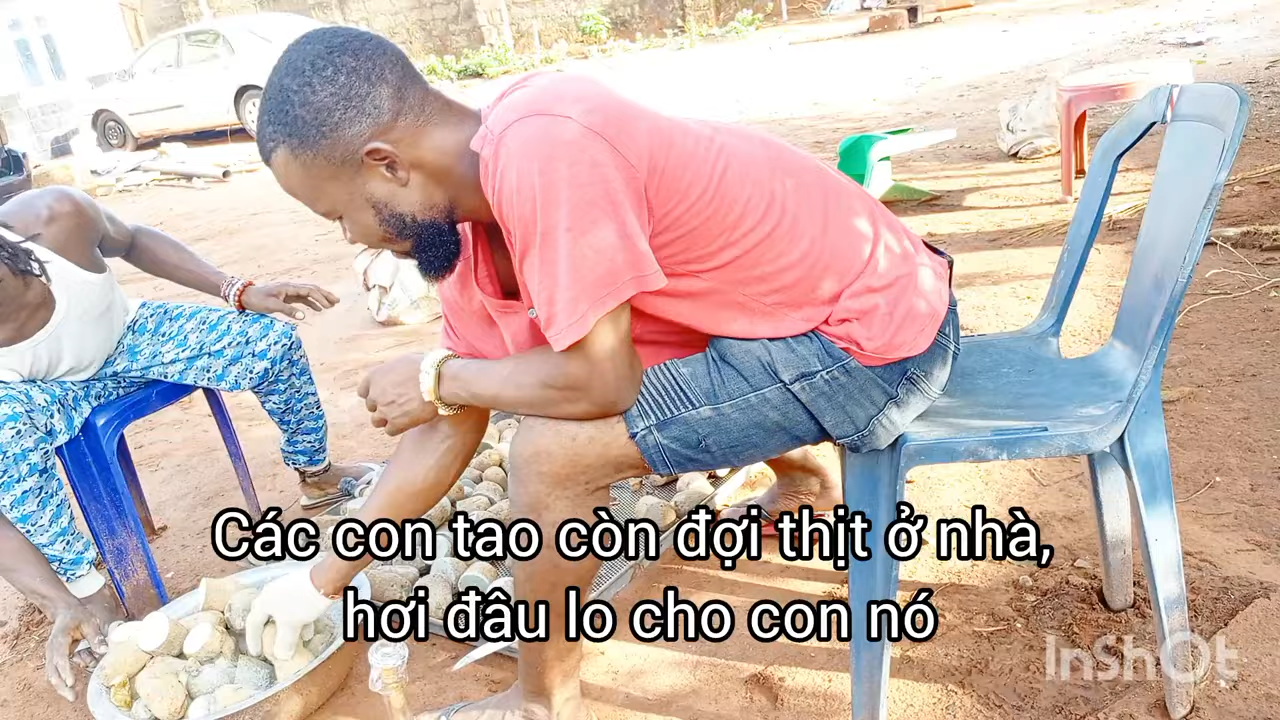 Các con tao còn đợi thịt ở nhà,
hơi đâu lo cho con nó
InShOt